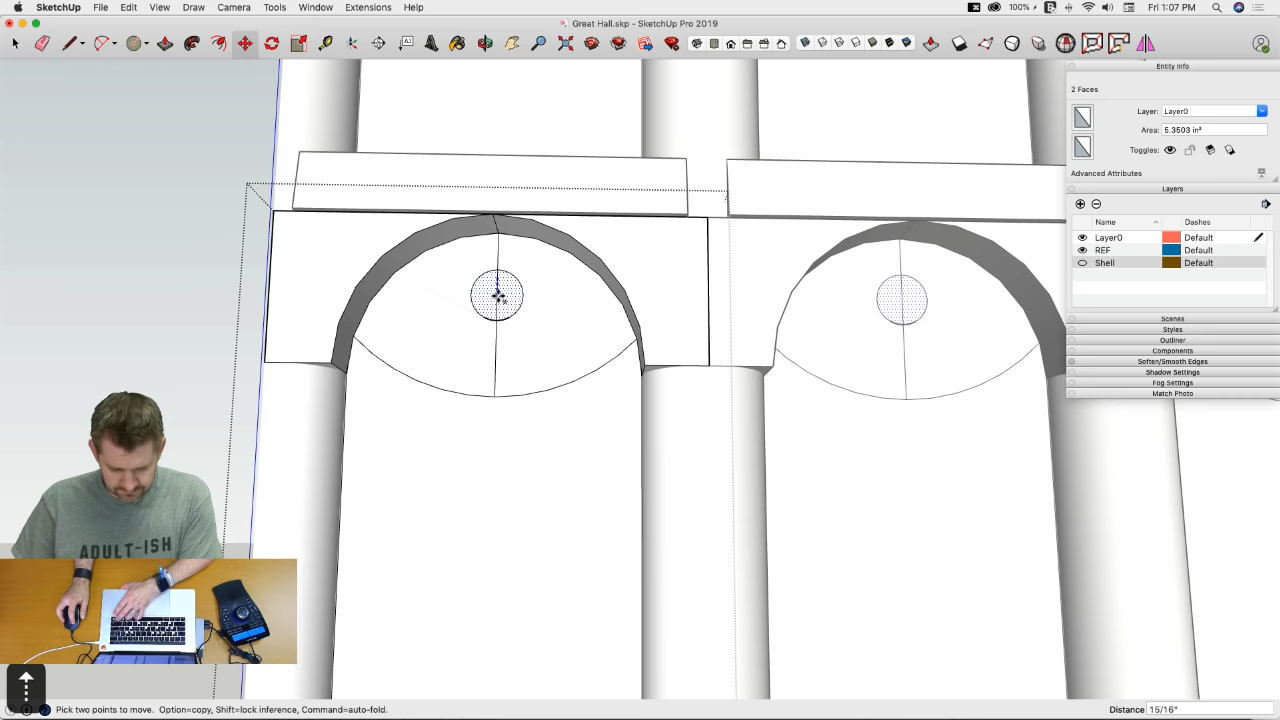 SketchUp File Edit View Draw Camera Tools Window Extensions Help
100% Fri 1:07 PM
Great Hall.skp - SketchUp Pro 2019
Entity Info
2 Faces
Layer: Layer0
Area: 5.3503 in²
Toggles:
Advanced Attributes
Layers
Name Dashes
Layer0 Default
REF Default
Shell Default
Scenes
Styles
Outliner
Components
Soften/Smooth Edges
Shadow Settings
Fog Settings
Match Photo
ADULT-ISH
Pick two points to move. Option=copy, Shift=lock inference, Command=auto-fold.
Distance 15/16"